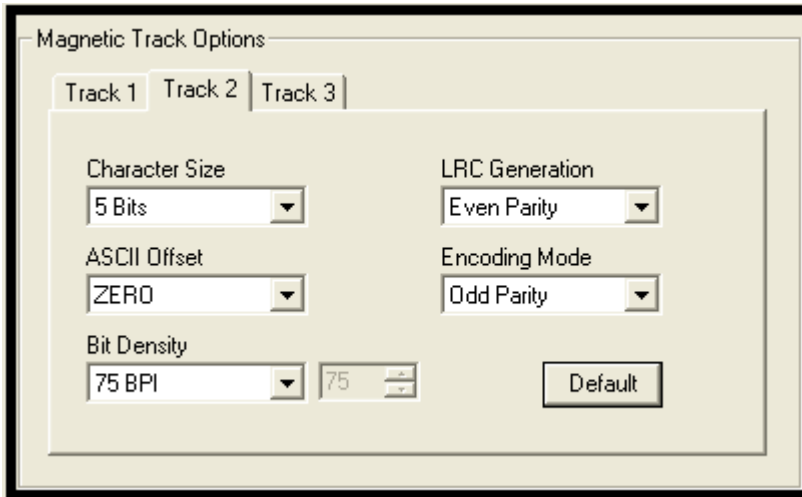 Magnetic Track Options
Track 1 Track 2 Track 3
Character Size LRC Generation
5 Bits Even Parity
ASCII Offset Encoding Mode
ZERO Odd Parity
Bit Density
75 BPI 75 Default